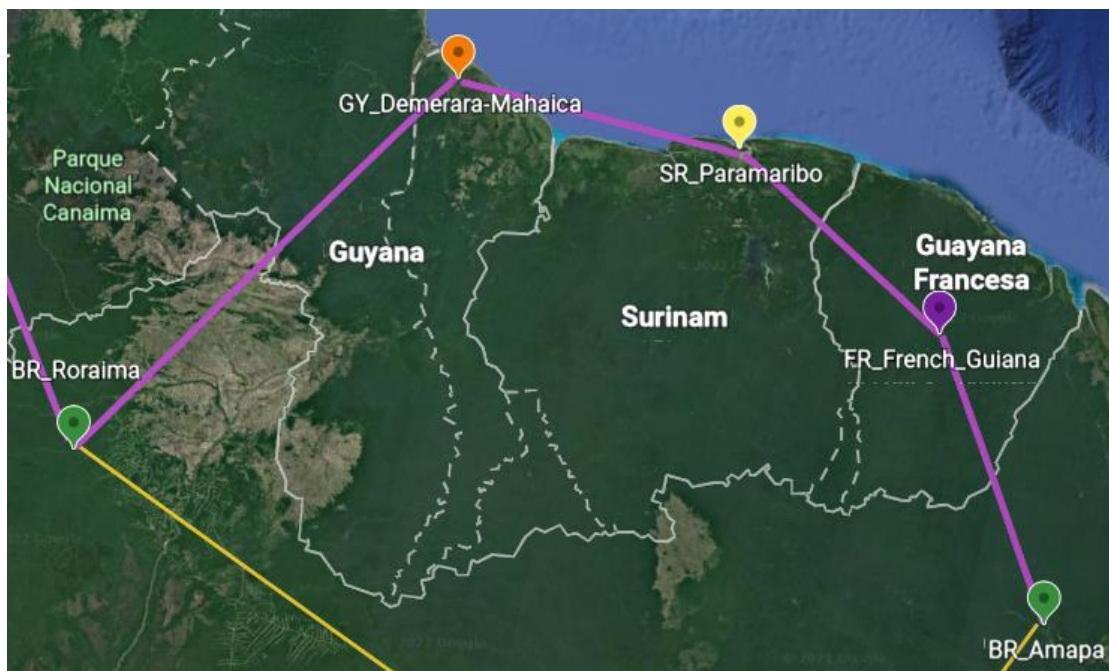 GY_Demerara-Mahaica
Parque
Nacional
Canaima
SR_Paramaribo
Guyana
Guayana
Francesa
Surinam
BR_Roraima
FR_French_Guiana
BR_Amapa